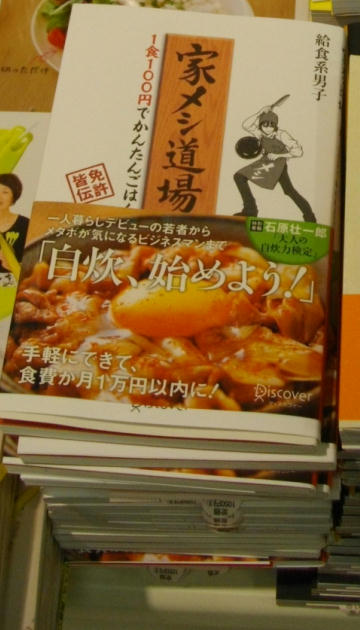 給食系男子
家メシ道場
1食100円でかんたんごは
免許
皆伝
一人暮らしデビューの若者から
メタボが気になるビジネスマンまで
「自炊、始めよう!」
石原壮一郎
「大人の
自炊力検定」
手軽にできて、
食費が月1万円以内に!
Discover
Discover